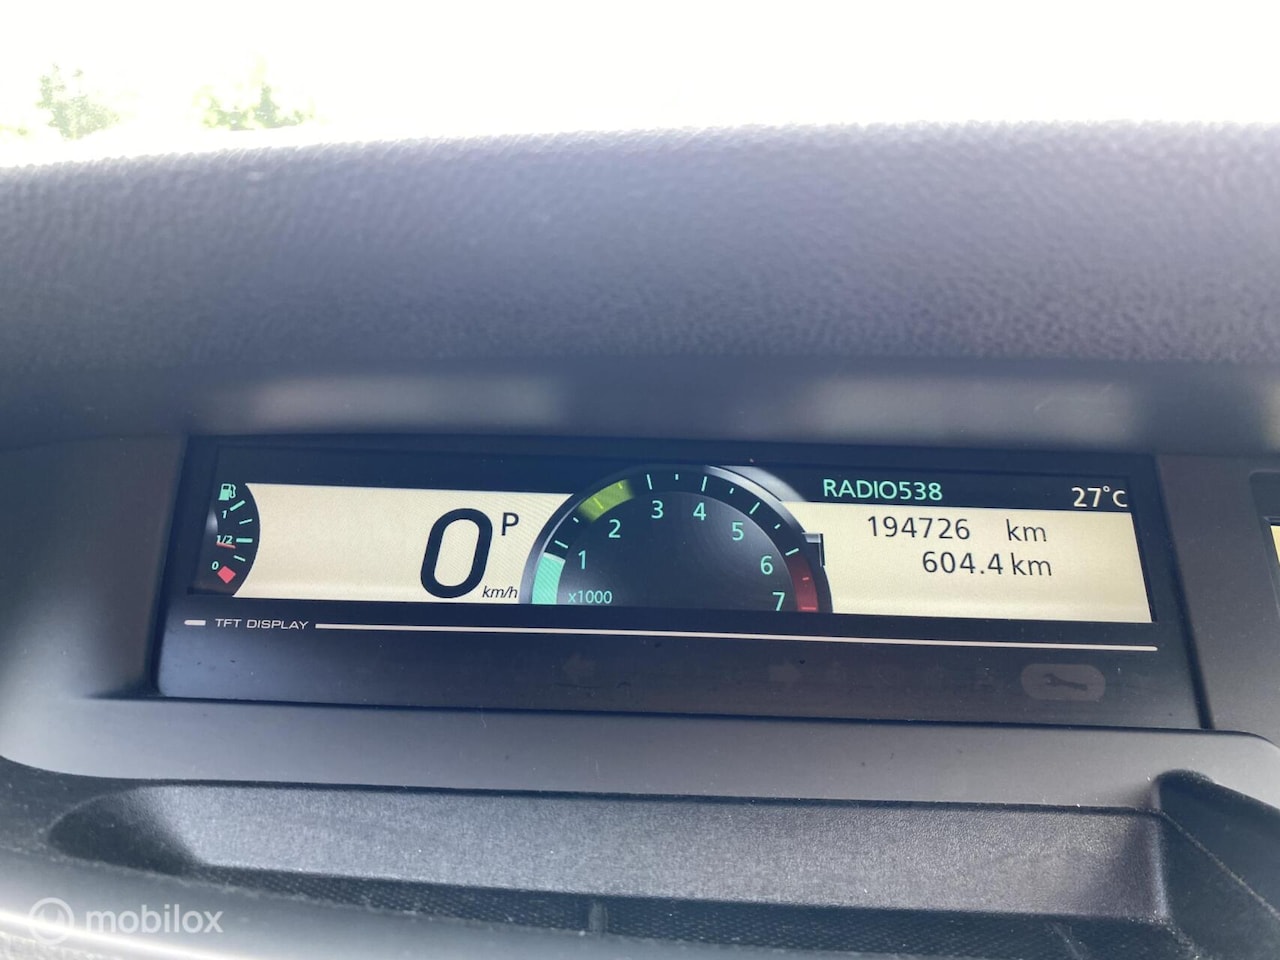 RADIO538
27°C
194726 km
604.4 km
0 P
km/h
1
1/2
0
1 2 3 4 5 6 7
x1000
TFT DISPLAY
mobilox